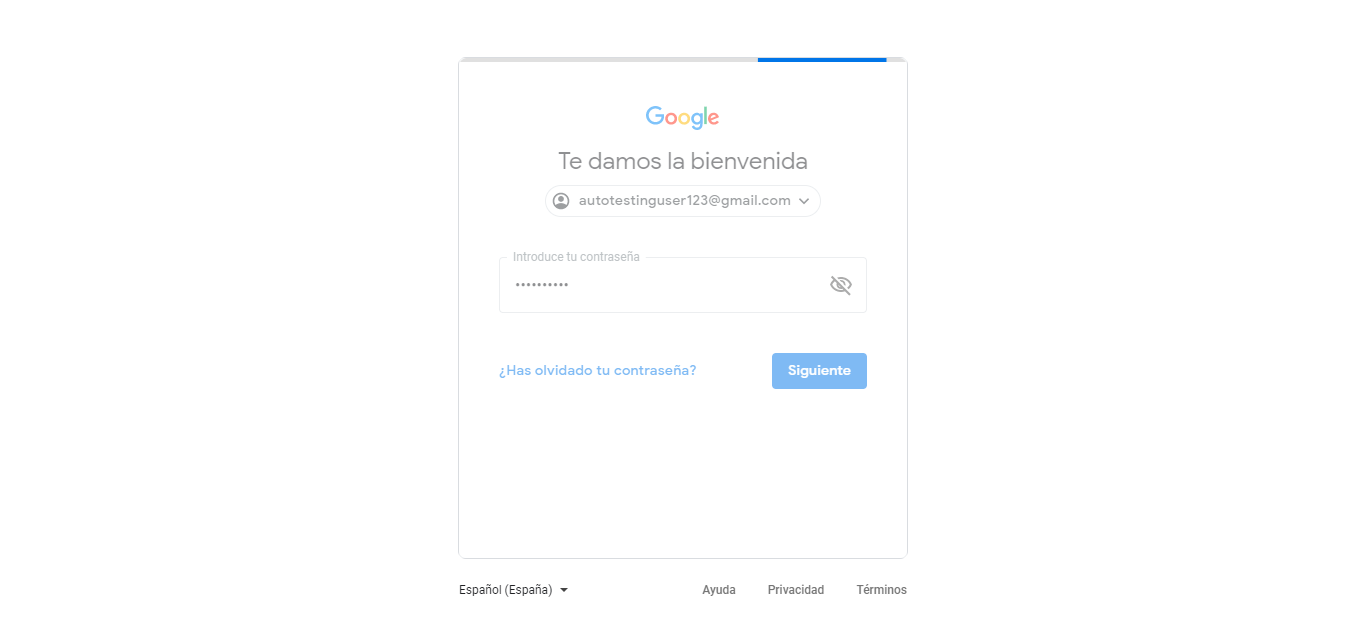 Google
Te damos la bienvenida
autotestinguser123@gmail.com
Introduce tu contraseña
••••••••••
¿Has olvidado tu contraseña?
Siguiente
Español (España)
Ayuda
Privacidad
Términos